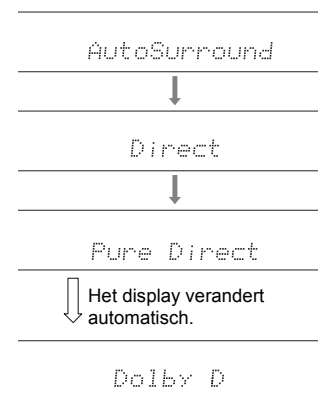 AutoSurround
Direct
Pure Direct
Het display verandert
automatisch.
Dolby D